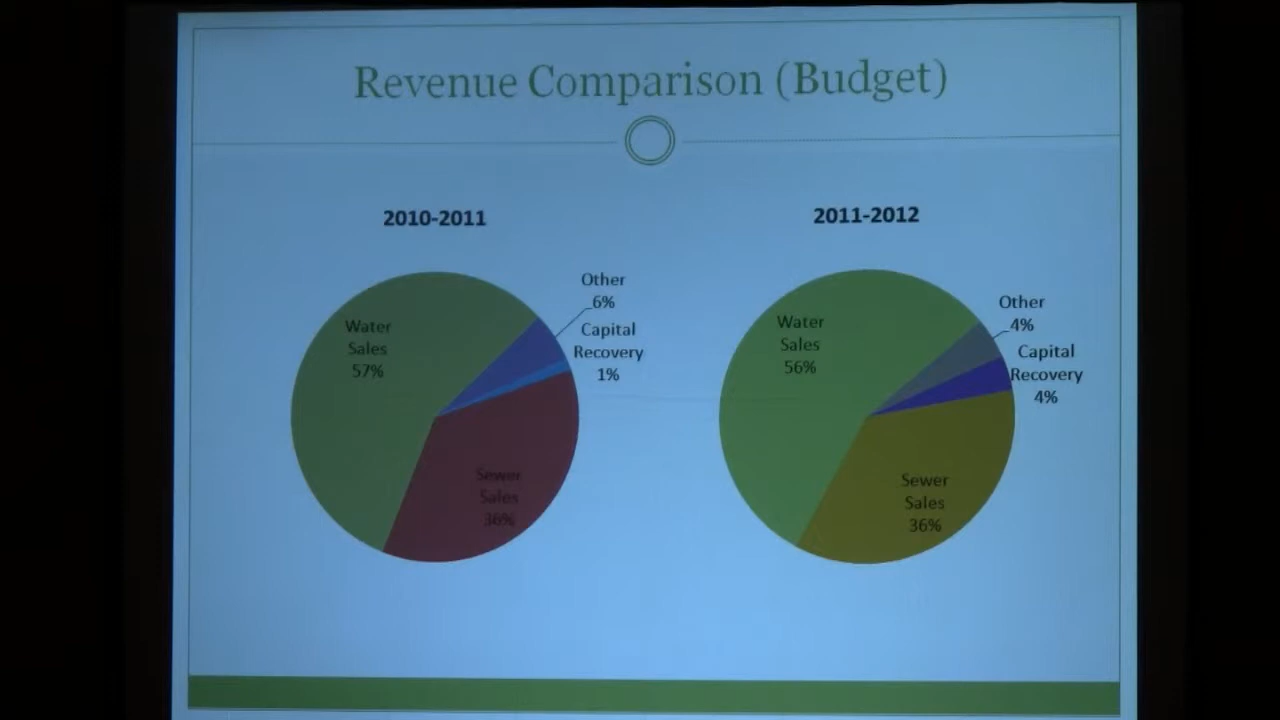 Revenue Comparison (Budget)
2010-2011
Water
Sales
57%
Other
6%
Capital
Recovery
1%
Sewer
Sales
36%
2011-2012
Water
Sales
56%
Other
4%
Capital
Recovery
4%
Sewer
Sales
36%